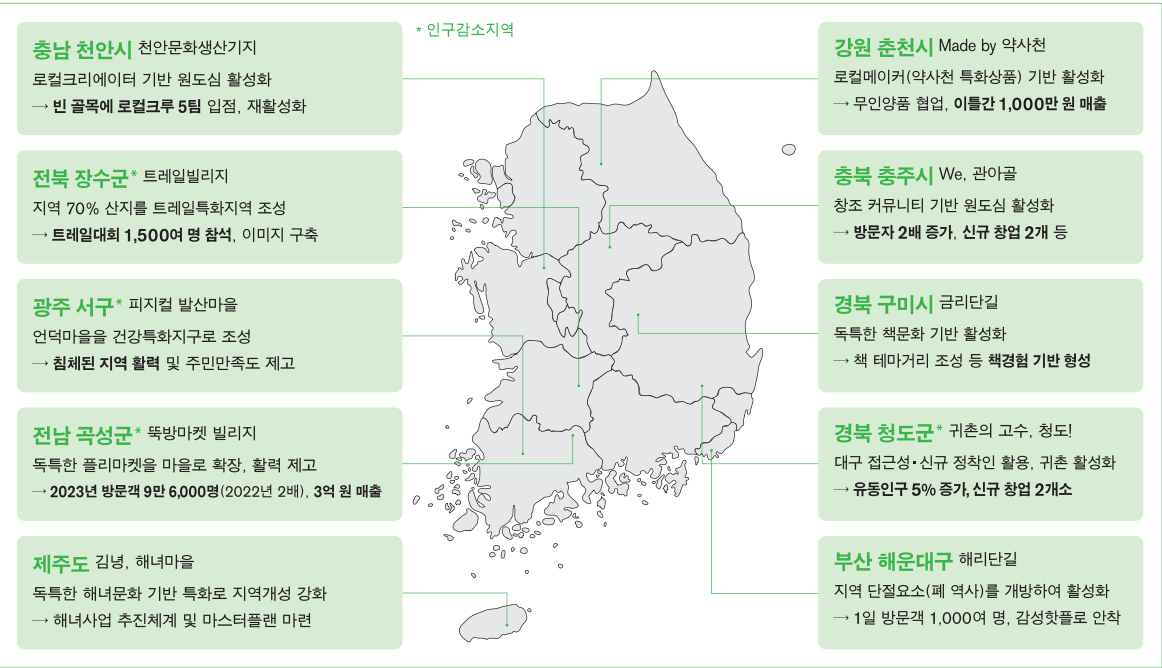 * 인구감소지역
충남 천안시 천안문화생산기지
로컬크리에이터 기반 원도심 활성화
→ 빈 골목에 로컬크루 5팀 입점, 재활성화
전북 장수군* 트레일빌리지
지역 70% 산지를 트레일특화지역 조성
→ 트레일대회 1,500여 명 참석, 이미지 구축
광주 서구* 피지컬 발산마을
언덕마을을 건강특화지구로 조성
→ 침체된 지역 활력 및 주민만족도 제고
전남 곡성군* 뚝방마켓 빌리지
독특한 플리마켓을 마을로 확장, 활력 제고
→ 2023년 방문객 9만 6,000명(2022년 2배), 3억 원 매출
제주도 김녕, 해녀마을
독특한 해녀문화 기반 특화로 지역개성 강화
→ 해녀사업 추진체계 및 마스터플랜 마련
강원 춘천시 Made by 약사천
로컬메이커(약사천 특화상품) 기반 활성화
→ 무인양품 협업, 이틀간 1,000만 원 매출
충북 충주시 We, 관아골
창조 커뮤니티 기반 원도심 활성화
→ 방문자 2배 증가, 신규 창업 2개 등
경북 구미시 금리단길
독특한 책문화 기반 활성화
→ 책 테마거리 조성 등 책경험 기반 형성
경북 청도군* 귀촌의 고수, 청도!
대구 접근성·신규 정착인 활용, 귀촌 활성화
→ 유동인구 5% 증가, 신규 창업 2개소
부산 해운대구 해리단길
지역 단절요소(폐 역사)를 개방하여 활성화
→ 1일 방문객 1,000여 명, 감성핫플로 안착